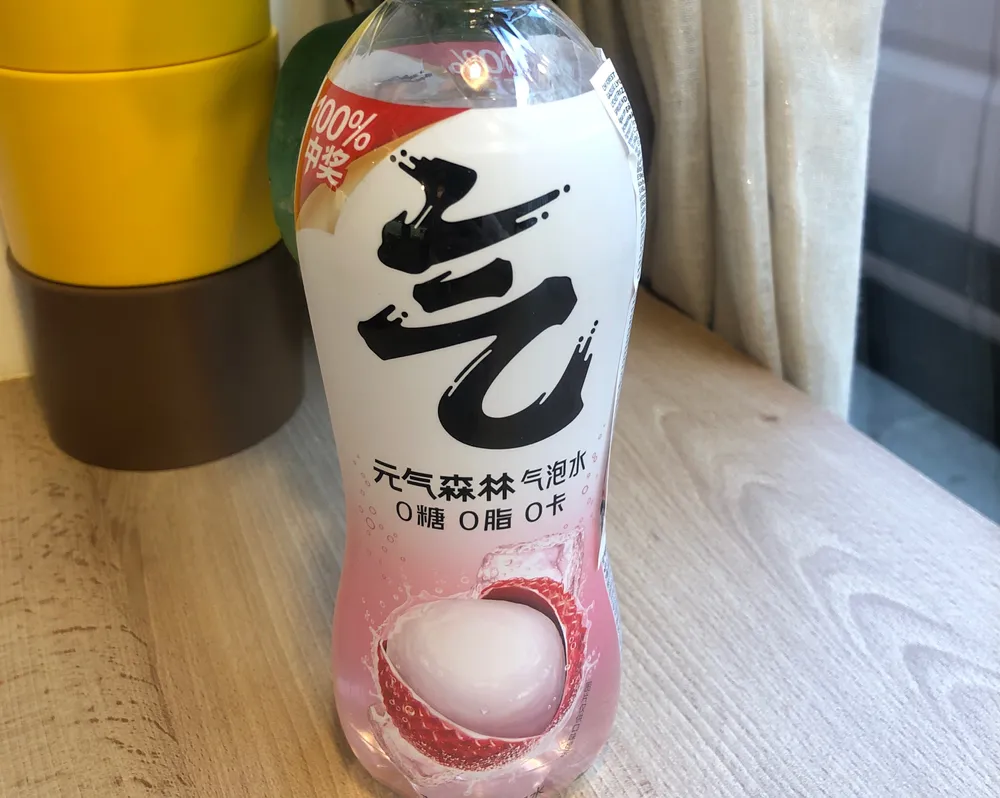 100%
中奖
气
元气森林 气泡水
0糖 0脂 0卡